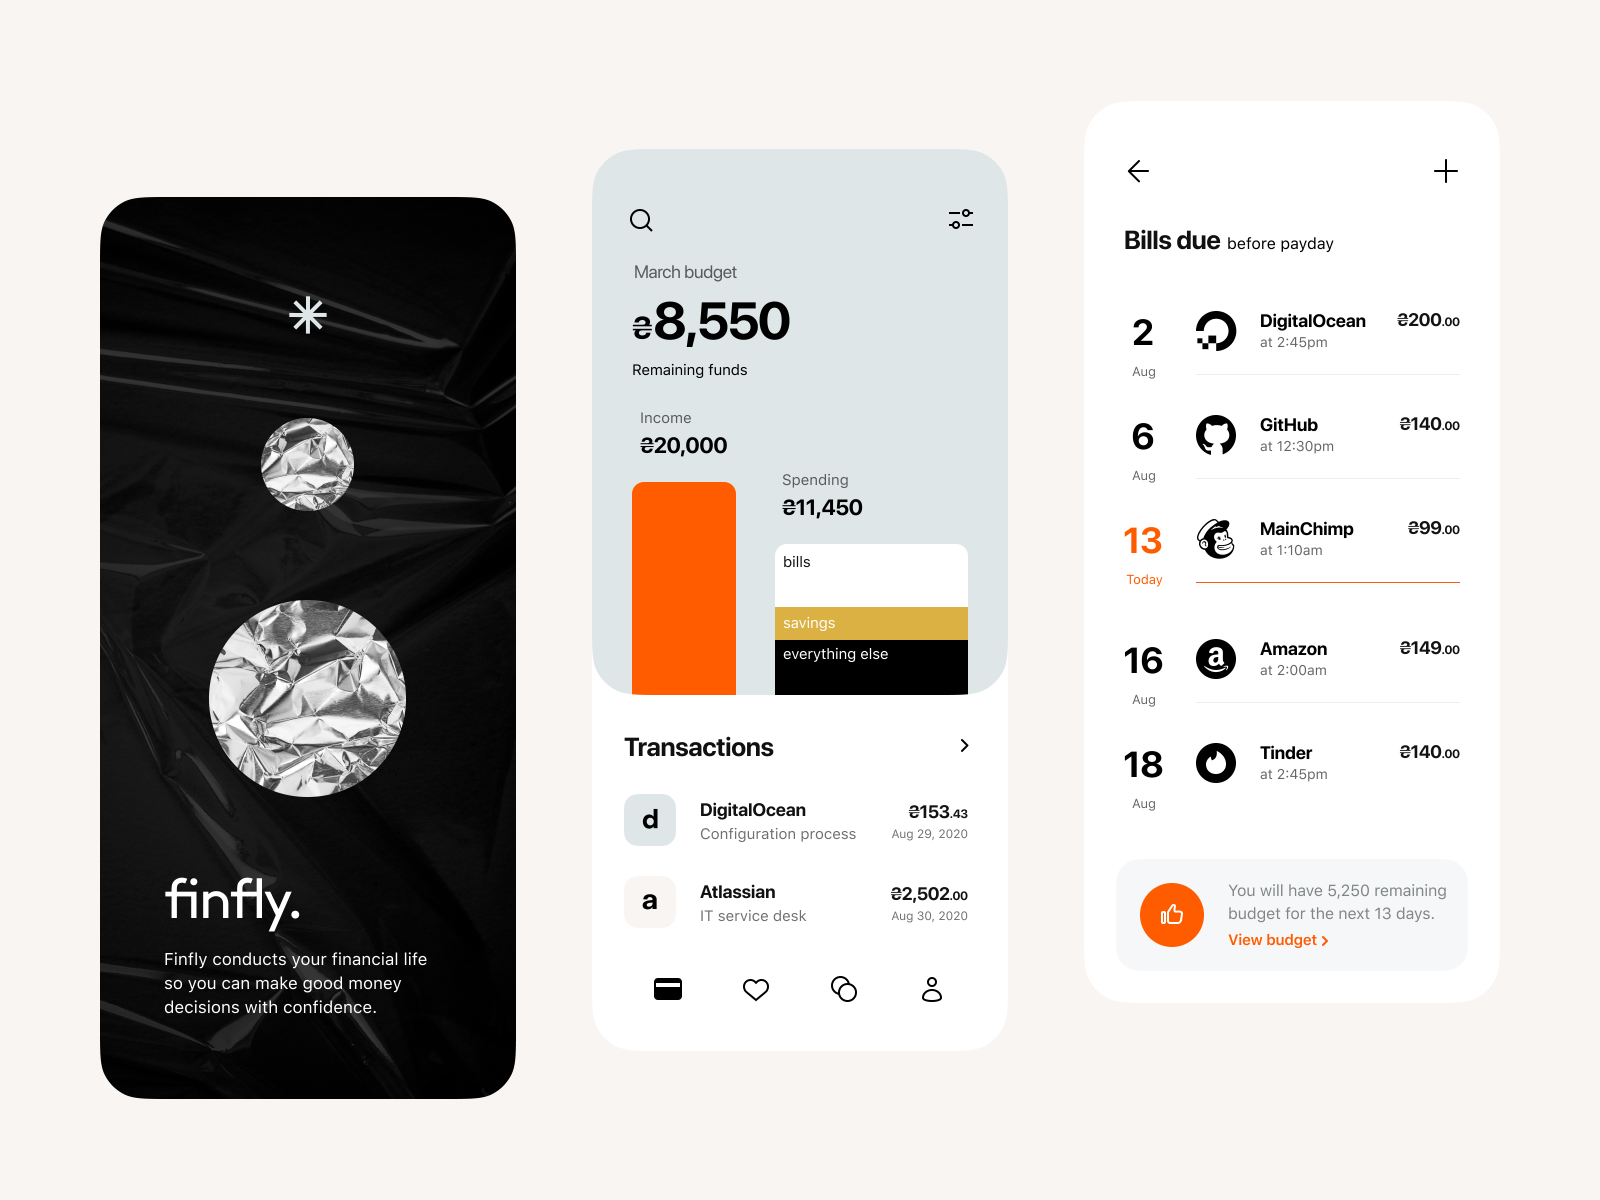 finfly.
Finfly conducts your financial life
so you can make good money
decisions with confidence.
March budget
₴8,550
Remaining funds
Income
₴20,000
Spending
₴11,450
bills
savings
everything else
Transactions
d
DigitalOcean
₴153.43
Configuration process
Aug 29, 2020
a
Atlassian
₴2,502.00
IT service desk
Aug 30, 2020
Bills due before payday
2
Aug
DigitalOcean
₴200.00
at 2:45pm
6
Aug
GitHub
₴140.00
at 12:30pm
13
Today
MainChimp
₴99.00
at 1:10am
16
Aug
a
Amazon
₴149.00
at 2:00am
18
Aug
Tinder
₴140.00
at 2:45pm
You will have 5,250 remaining
budget for the next 13 days.
View budget